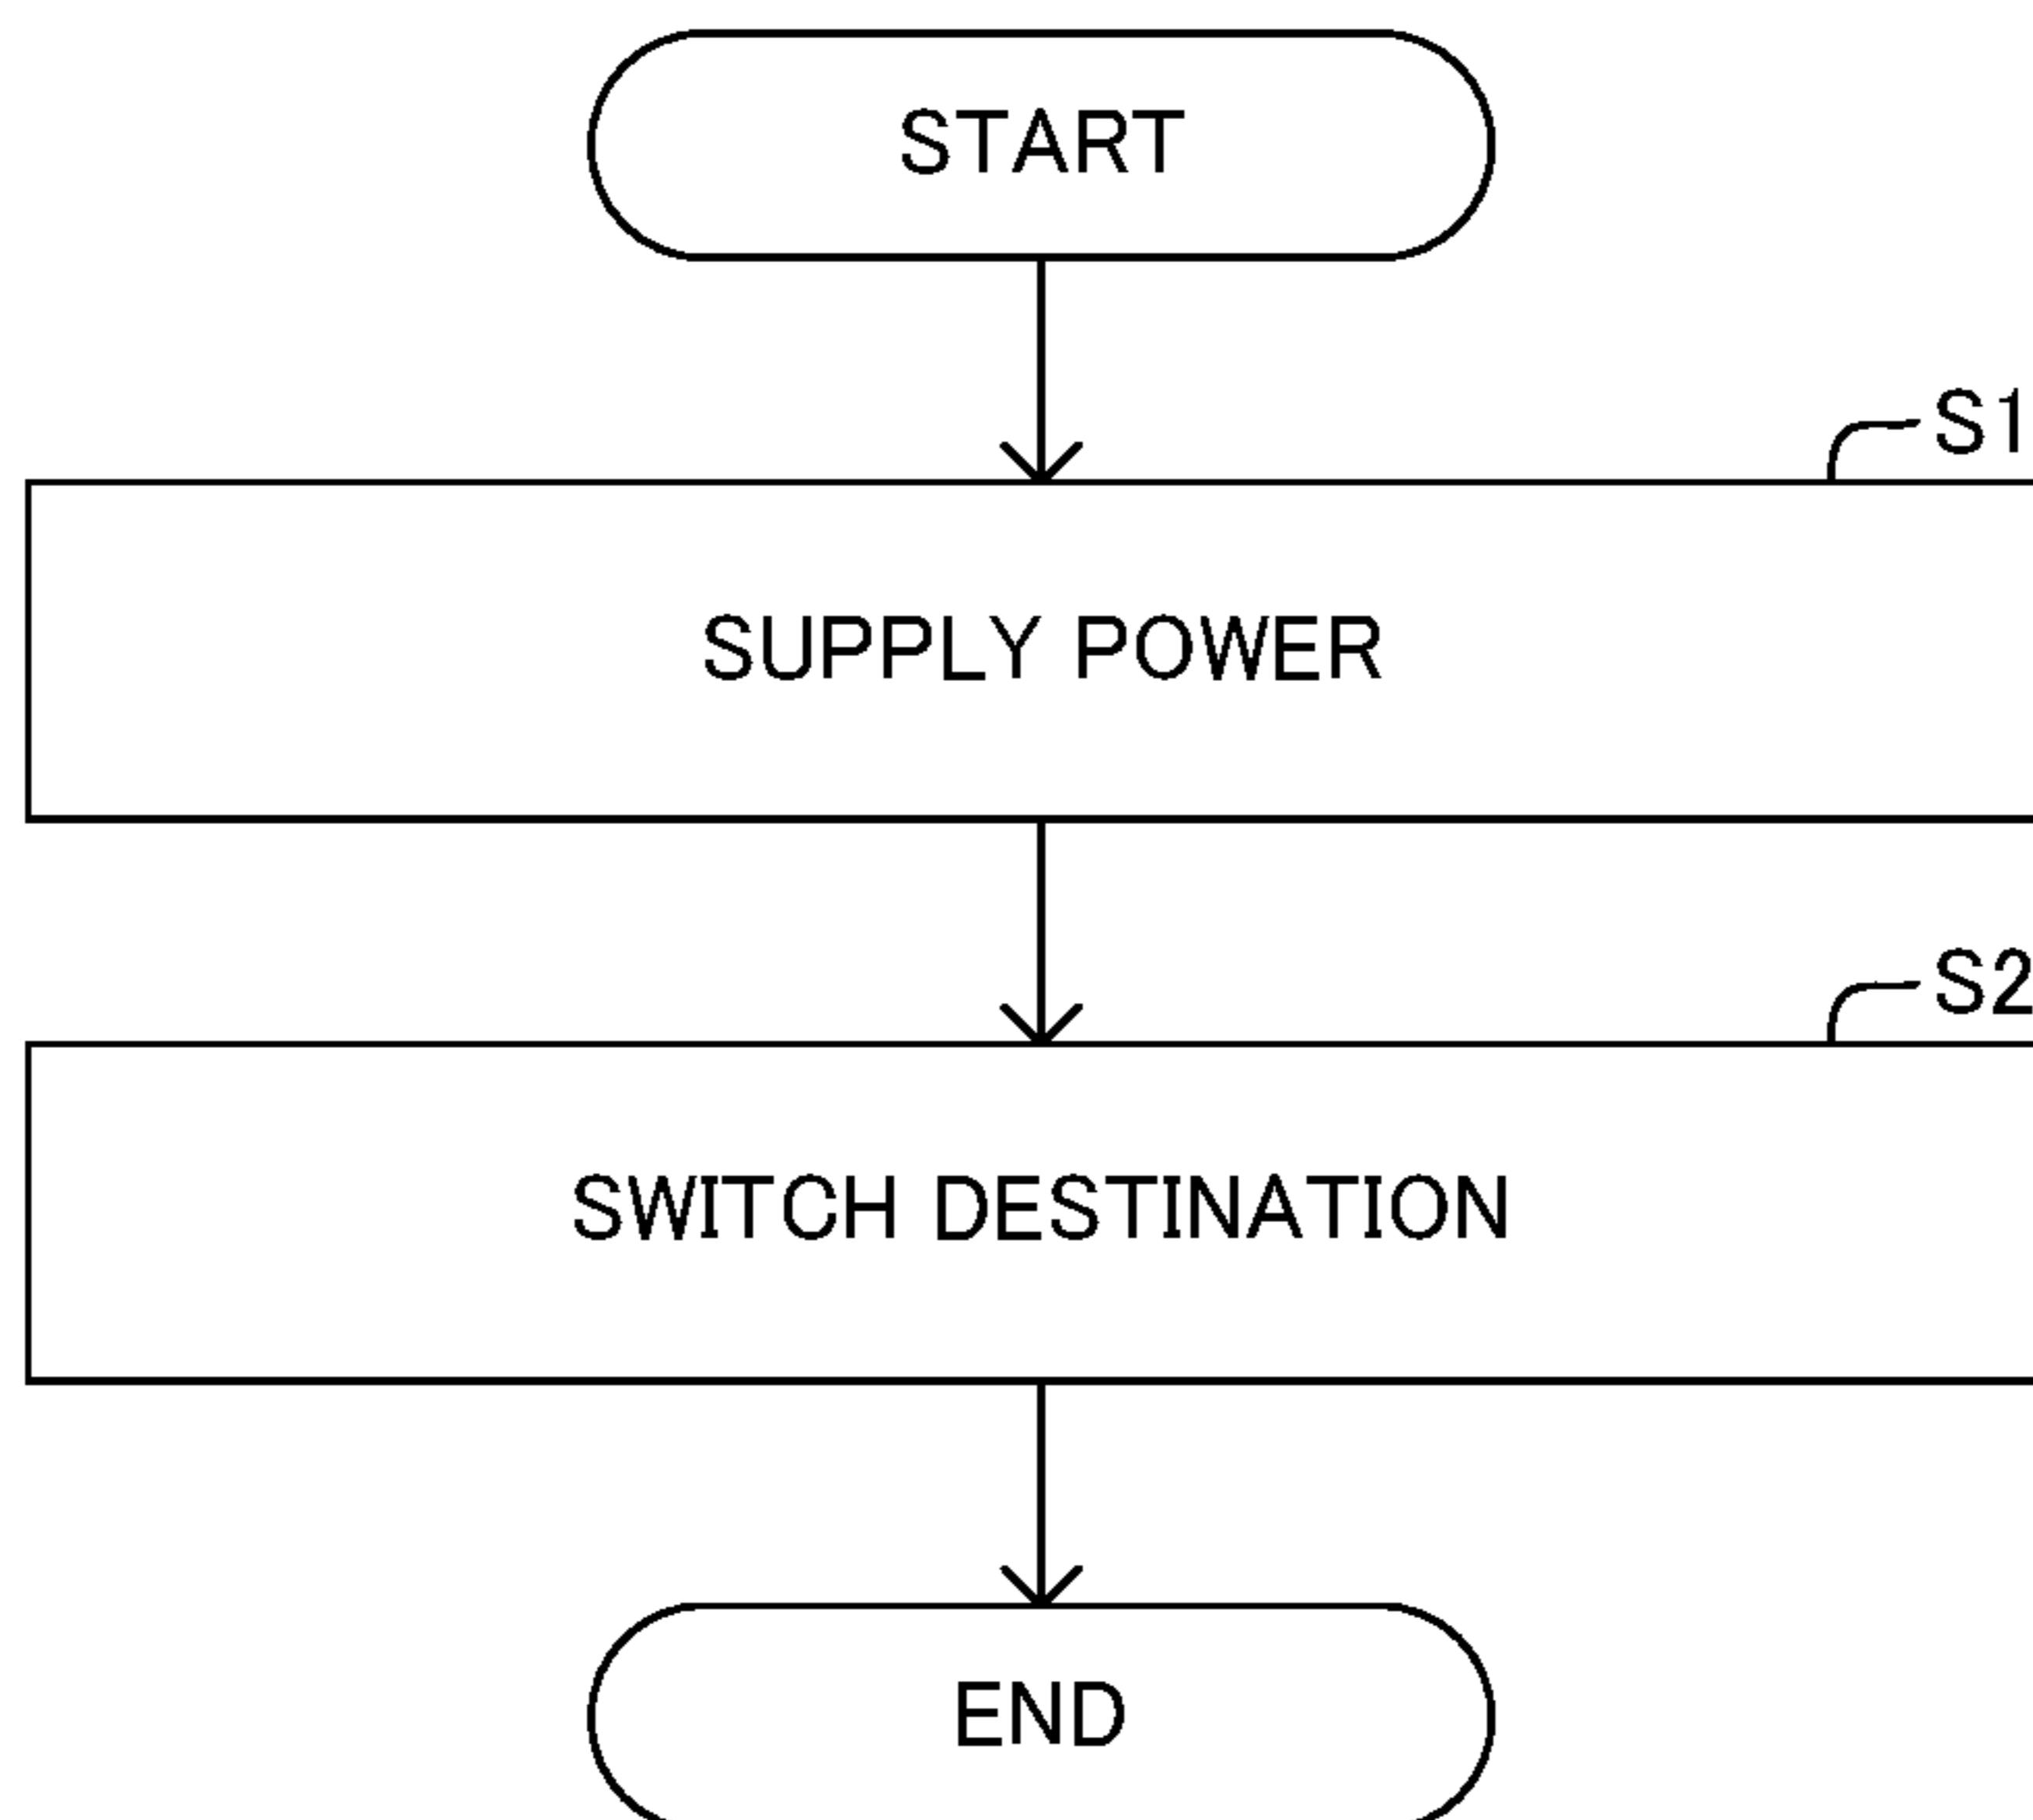 START
S1
SUPPLY POWER
S2
SWITCH DESTINATION
END